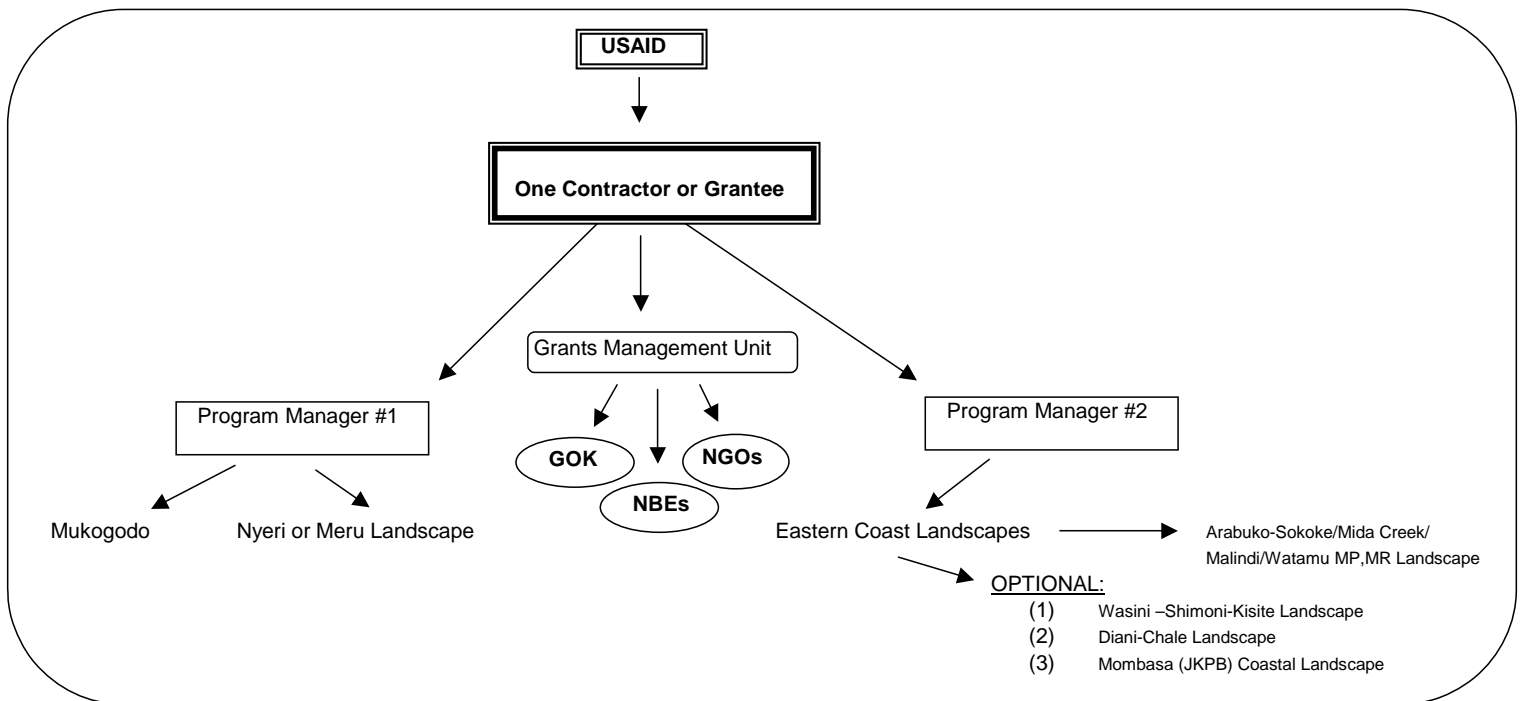 USAID
One Contractor or Grantee
Grants Management Unit
Program Manager #1
Program Manager #2
GOK
NGOs
NBEs
Mukogodo
Nyeri or Meru Landscape
Eastern Coast Landscapes
Arabuko-Sokoke/Mida Creek/
Malindi/Watamu MP,MR Landscape
OPTIONAL:
(1) Wasini –Shimoni-Kisite Landscape
(2) Diani-Chale Landscape
(3) Mombasa (JKPB) Coastal Landscape